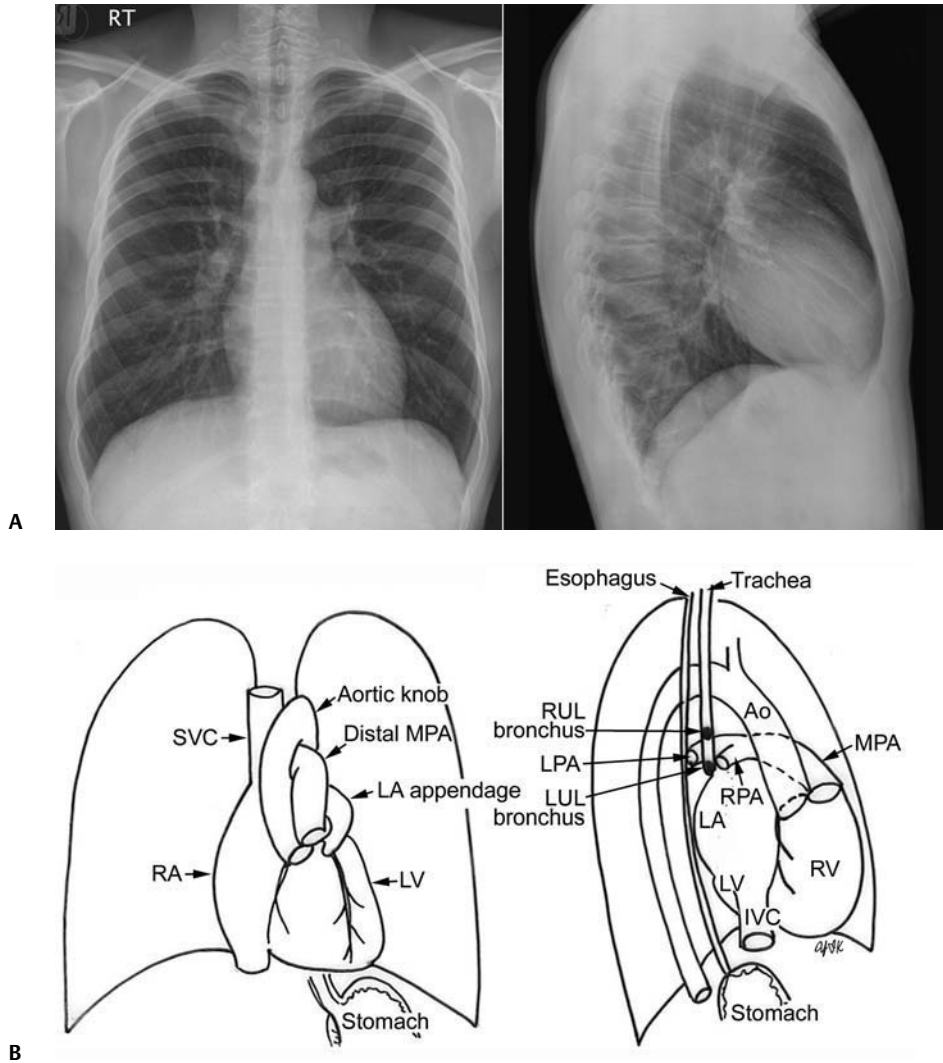 RT
A
Esophagus
Trachea
Aortic knob
SVC
Distal MPA
LA appendage
RA
LV
Stomach
RUL
bronchus
Ao
MPA
LPA
LUL
bronchus
RPA
LA
RV
LV
IVC
Stomach
B